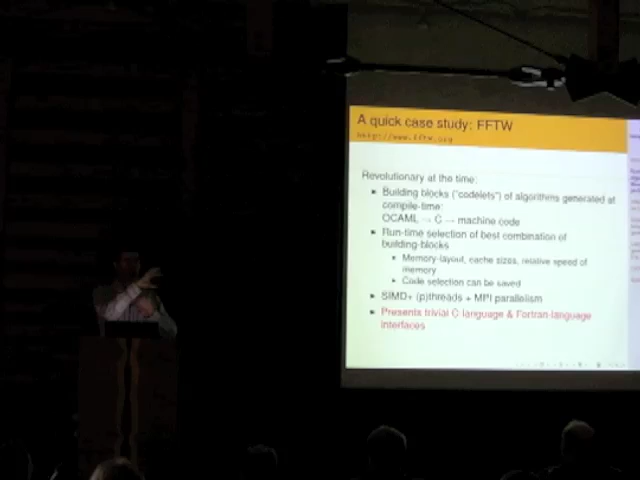 A quick case study: FFTW
http://www.fftw.org
Revolutionary at the time:
Building blocks ("codelets") of algorithms generated at
compile-time:
OCAML → C → machine code
Run-time selection of best combination of
building-blocks
Memory-layout, cache sizes, relative speed of
memory
Code selection can be saved
SIMD+ (p)threads + MPI parallelism
Presents trivial C language & Fortran-language
interfaces